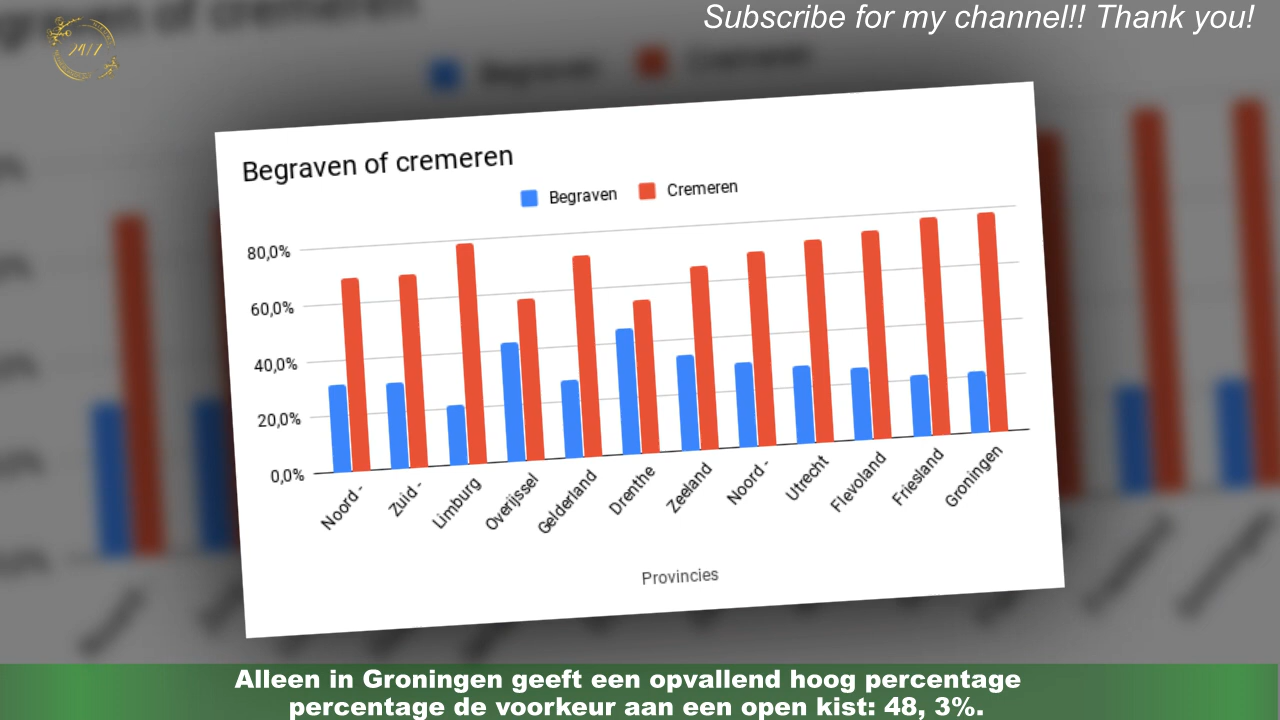 Subscribe for my channel!! Thank you!
24/7
Begraven of cremeren
Begraven Cremeren
80,0%
60,0%
40,0%
20,0%
0,0%
Noord -
Zuid -
Limburg
Overijssel
Gelderland
Drenthe
Zeeland
Noord -
Utrecht
Flevoland
Friesland
Groningen
Provincies
Alleen in Groningen geeft een opvallend hoog percentage
percentage de voorkeur aan een open kist: 48, 3%.